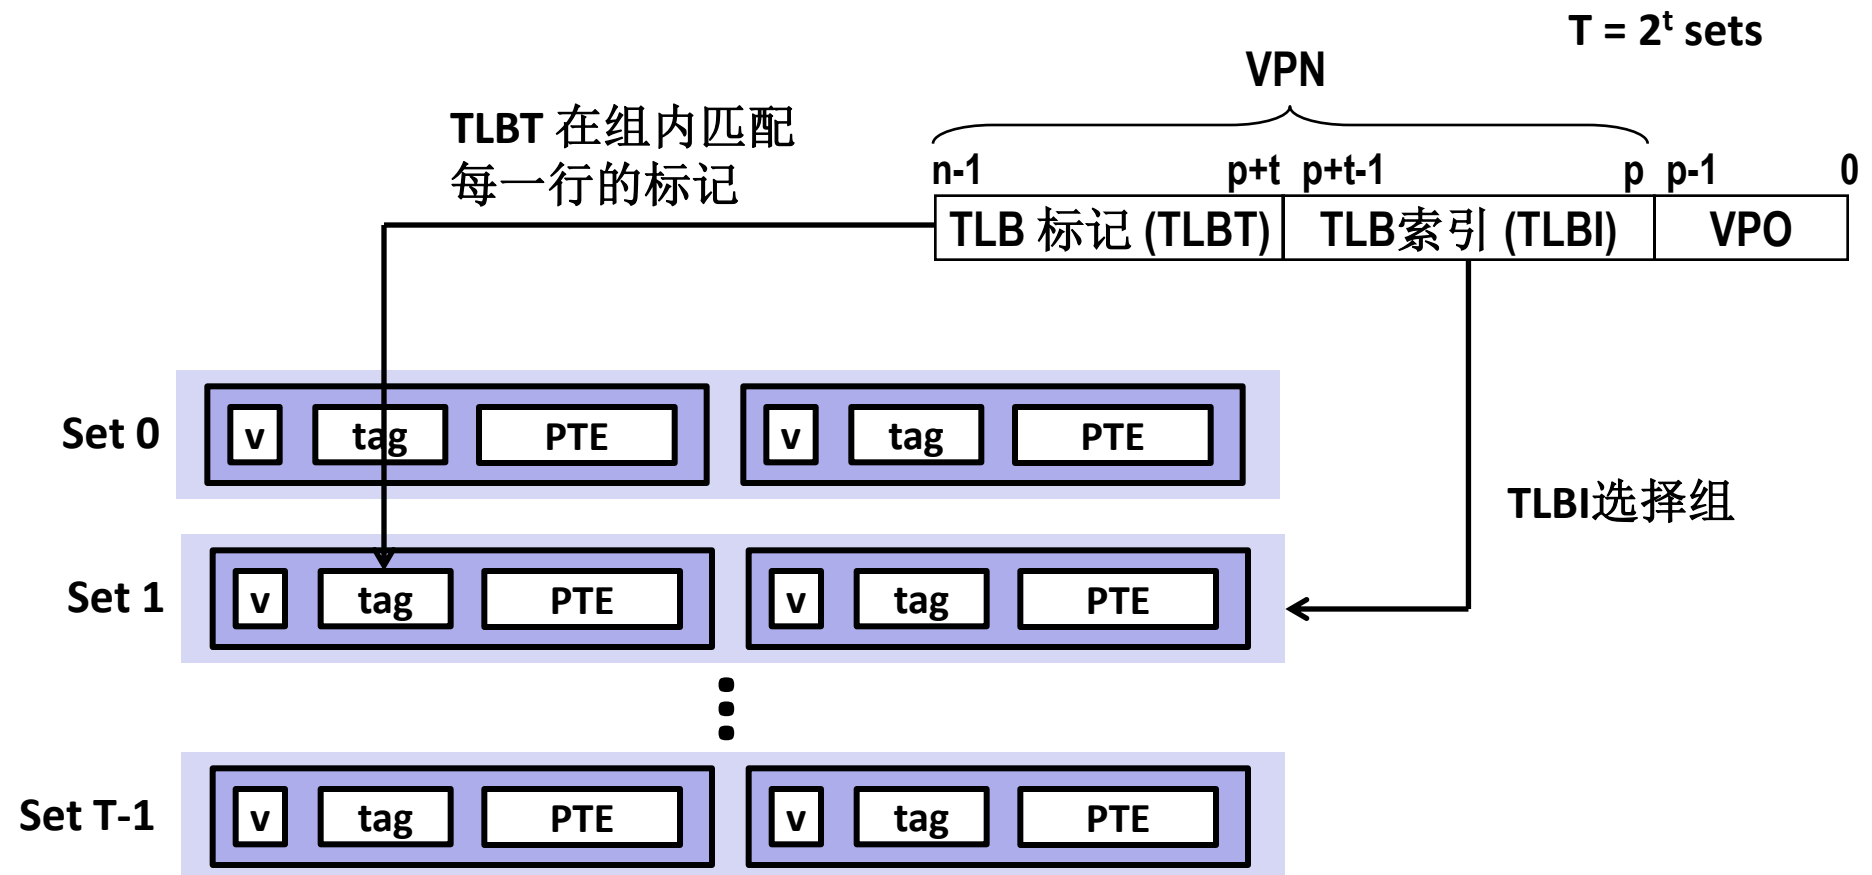 T = 2ᵗ sets
VPN
TLBT 在组内匹配
每一行的标记
n-1 p+t p+t-1 p p-1 0
TLB 标记 (TLBT) TLB索引 (TLBI) VPO
Set 0 v tag PTE v tag PTE
TLBI选择组
Set 1 v tag PTE v tag PTE
Set T-1 v tag PTE v tag PTE